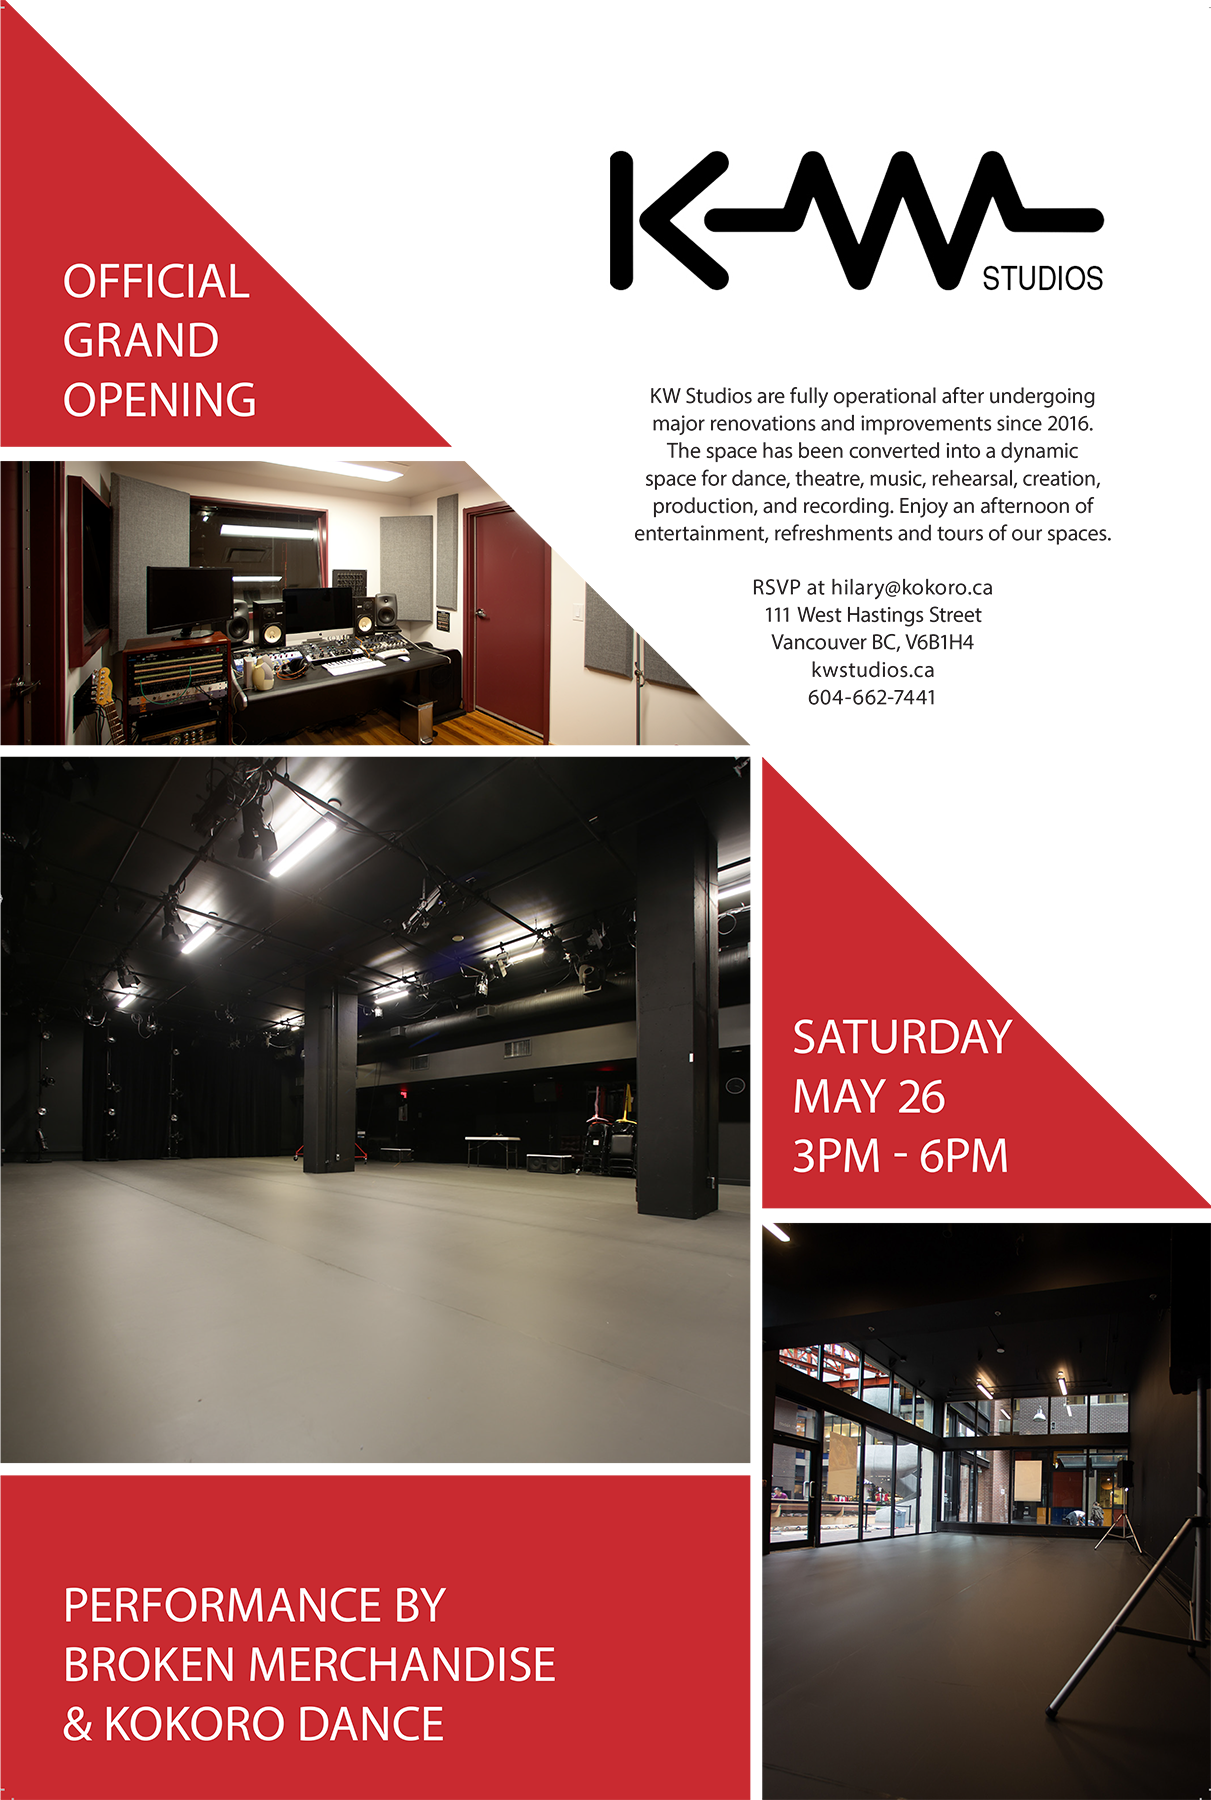 OFFICIAL
GRAND
OPENING
KW
STUDIOS
KW Studios are fully operational after undergoing
major renovations and improvements since 2016.
The space has been converted into a dynamic
space for dance, theatre, music, rehearsal, creation,
production, and recording. Enjoy an afternoon of
entertainment, refreshments and tours of our spaces.
RSVP at hilary@kokoro.ca
111 West Hastings Street
Vancouver BC, V6B1H4
kwstudios.ca
604-662-7441
SATURDAY
MAY 26
3PM - 6PM
PERFORMANCE BY
BROKEN MERCHANDISE
& KOKORO DANCE